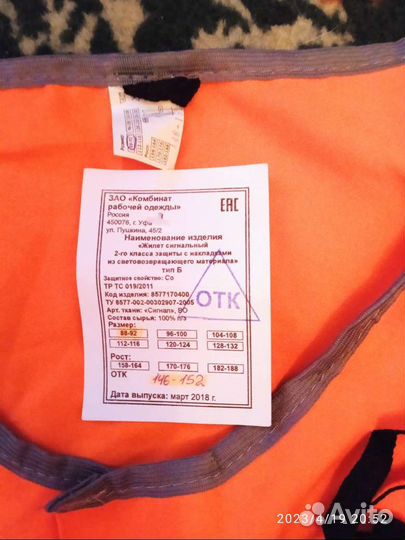 ЗАО «Комбинат
рабочей одежды»
Россия
450076, г. Уфа
ул. Пушкина, 45/2
EAC
Наименование изделия
«Жилет сигнальный
2-го класса защиты с накладками
из световозвращающего материала»
тип Б
Защитное свойство: Со
ТР ТС 019/2011
Код изделия: 8577170400
ТУ 8577-002-00302907-2005
Арт. ткани: «Сигнал», ВО
Состав сырья: 100% п/э
ОТК
Размер:
88-92 96-100 104-108
112-116 120-124 128-132
Рост:
158-164 170-176 182-188
ОТК 146-152
Дата выпуска: март 2018 г.
2023/4/19 20:52
Avito